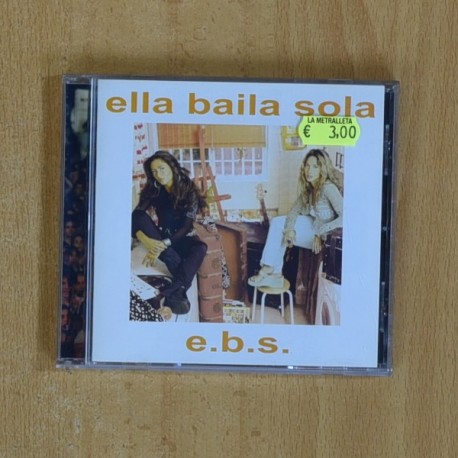 ella baila sola
LA METRALLETA
€ 3,00
e.b.s.